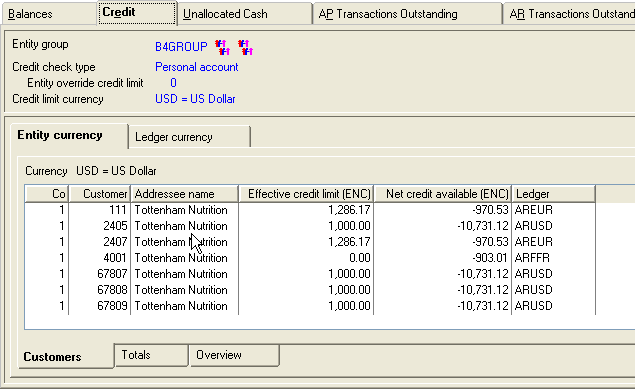 Balances Credit Unallocated Cash AP Transactions Outstanding AR Transactions Outstand
Entity group B4GROUP
Credit check type Personal account
Entity override credit limit 0
Credit limit currency USD = US Dollar
Entity currency Ledger currency
Currency USD = US Dollar
Co Customer Addressee name Effective credit limit (ENC) Net credit available (ENC) Ledger
1 111 Tottenham Nutrition 1,286.17 -970.53 AREUR
1 2405 Tottenham Nutrition 1,000.00 -10,731.12 ARUSD
1 2407 Tottenham Nutrition 1,286.17 -970.53 AREUR
1 4001 Tottenham Nutrition 0.00 -903.01 ARFFR
1 67807 Tottenham Nutrition 1,000.00 -10,731.12 ARUSD
1 67808 Tottenham Nutrition 1,000.00 -10,731.12 ARUSD
1 67809 Tottenham Nutrition 1,000.00 -10,731.12 ARUSD
Customers Totals Overview